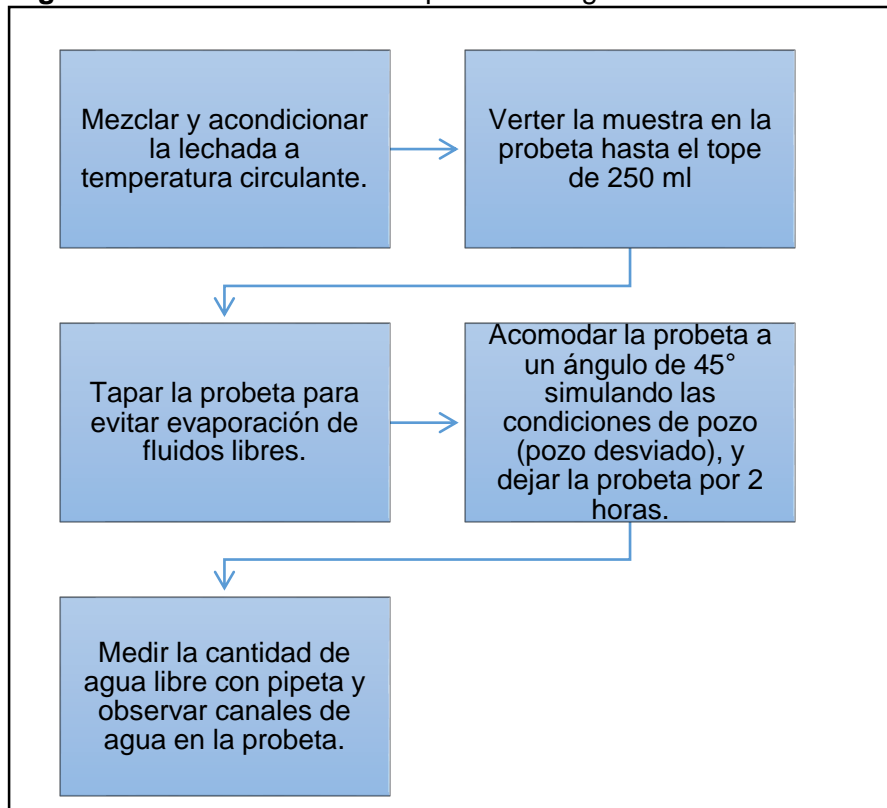 Mezclar y acondicionar
la lechada a
temperatura circulante.
Verter la muestra en la
probeta hasta el tope
de 250 ml
Tapar la probeta para
evitar evaporación de
fluidos libres.
Acomodar la probeta a
un ángulo de 45°
simulando las
condiciones de pozo
(pozo desviado), y
dejar la probeta por 2
horas.
Medir la cantidad de
agua libre con pipeta y
observar canales de
agua en la probeta.